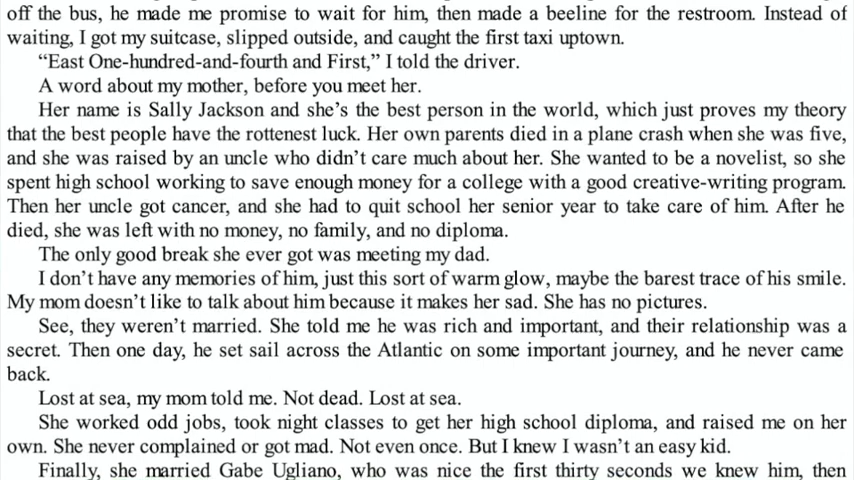 off the bus, he made me promise to wait for him, then made a beeline for the restroom. Instead of
waiting, I got my suitcase, slipped outside, and caught the first taxi uptown.
“East One-hundred-and-fourth and First,” I told the driver.
A word about my mother, before you meet her.
Her name is Sally Jackson and she’s the best person in the world, which just proves my theory
that the best people have the rottenest luck. Her own parents died in a plane crash when she was five,
and she was raised by an uncle who didn’t care much about her. She wanted to be a novelist, so she
spent high school working to save enough money for a college with a good creative-writing program.
Then her uncle got cancer, and she had to quit school her senior year to take care of him. After he
died, she was left with no money, no family, and no diploma.
The only good break she ever got was meeting my dad.
I don’t have any memories of him, just this sort of warm glow, maybe the barest trace of his smile.
My mom doesn’t like to talk about him because it makes her sad. She has no pictures.
See, they weren’t married. She told me he was rich and important, and their relationship was a
secret. Then one day, he set sail across the Atlantic on some important journey, and he never came
back.
Lost at sea, my mom told me. Not dead. Lost at sea.
She worked odd jobs, took night classes to get her high school diploma, and raised me on her
own. She never complained or got mad. Not even once. But I knew I wasn’t an easy kid.
Finally, she married Gabe Ugliano, who was nice the first thirty seconds we knew him, then